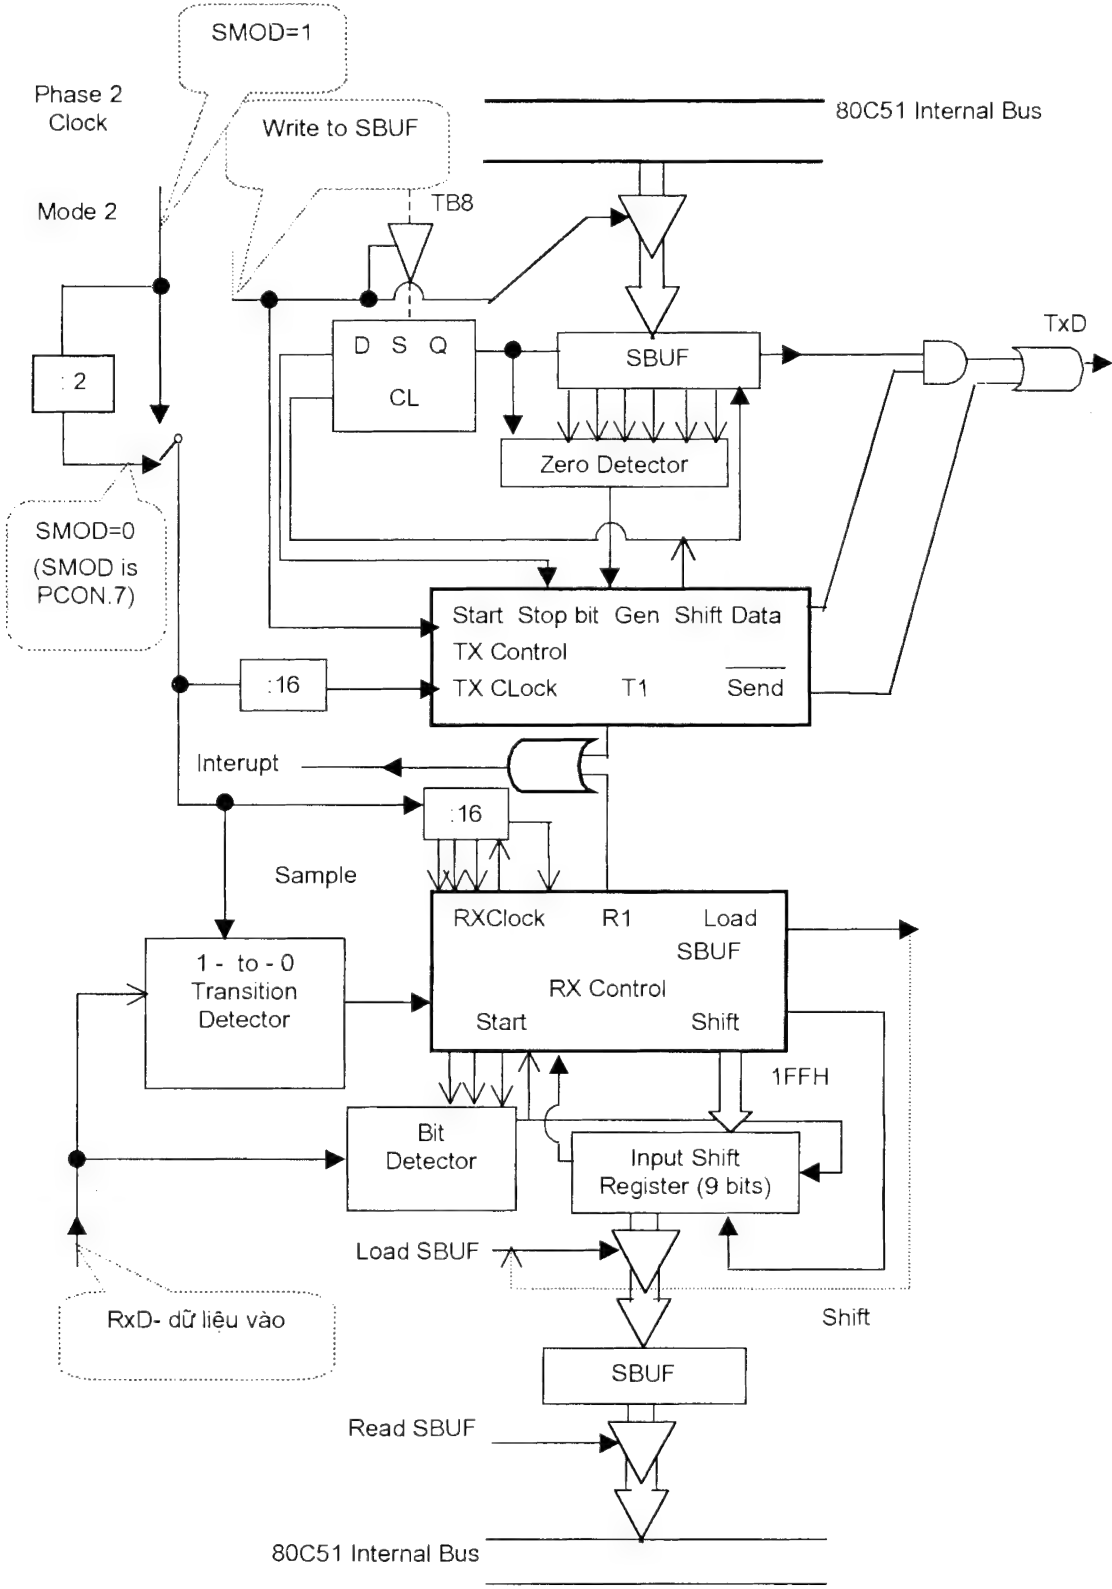 SMOD=1
Phase 2
Clock
Write to SBUF
80C51 Internal Bus
Mode 2
TB8
TxD
D S Q
CL
SBUF
: 2
Zero Detector
SMOD=0
(SMOD is
PCON.7)
Start Stop bit Gen Shift Data
TX Control
TX CLock T1 Send
:16
Interupt
:16
Sample
RXClock R1 Load
SBUF
RX Control
Start Shift
1 - to - 0
Transition
Detector
1FFH
Bit
Detector
Input Shift
Register (9 bits)
Load SBUF
RxD- dữ liệu vào
Shift
SBUF
Read SBUF
80C51 Internal Bus